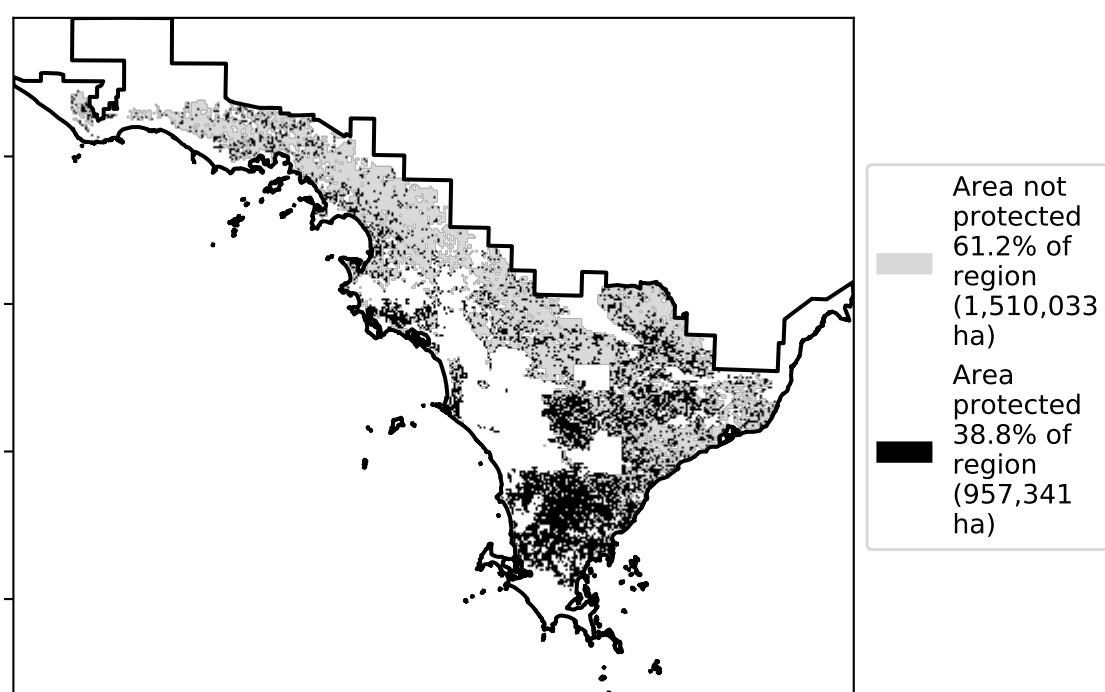 Area not
protected
61.2% of
region
(1,510,033
ha)
Area
protected
38.8% of
region
(957,341
ha)